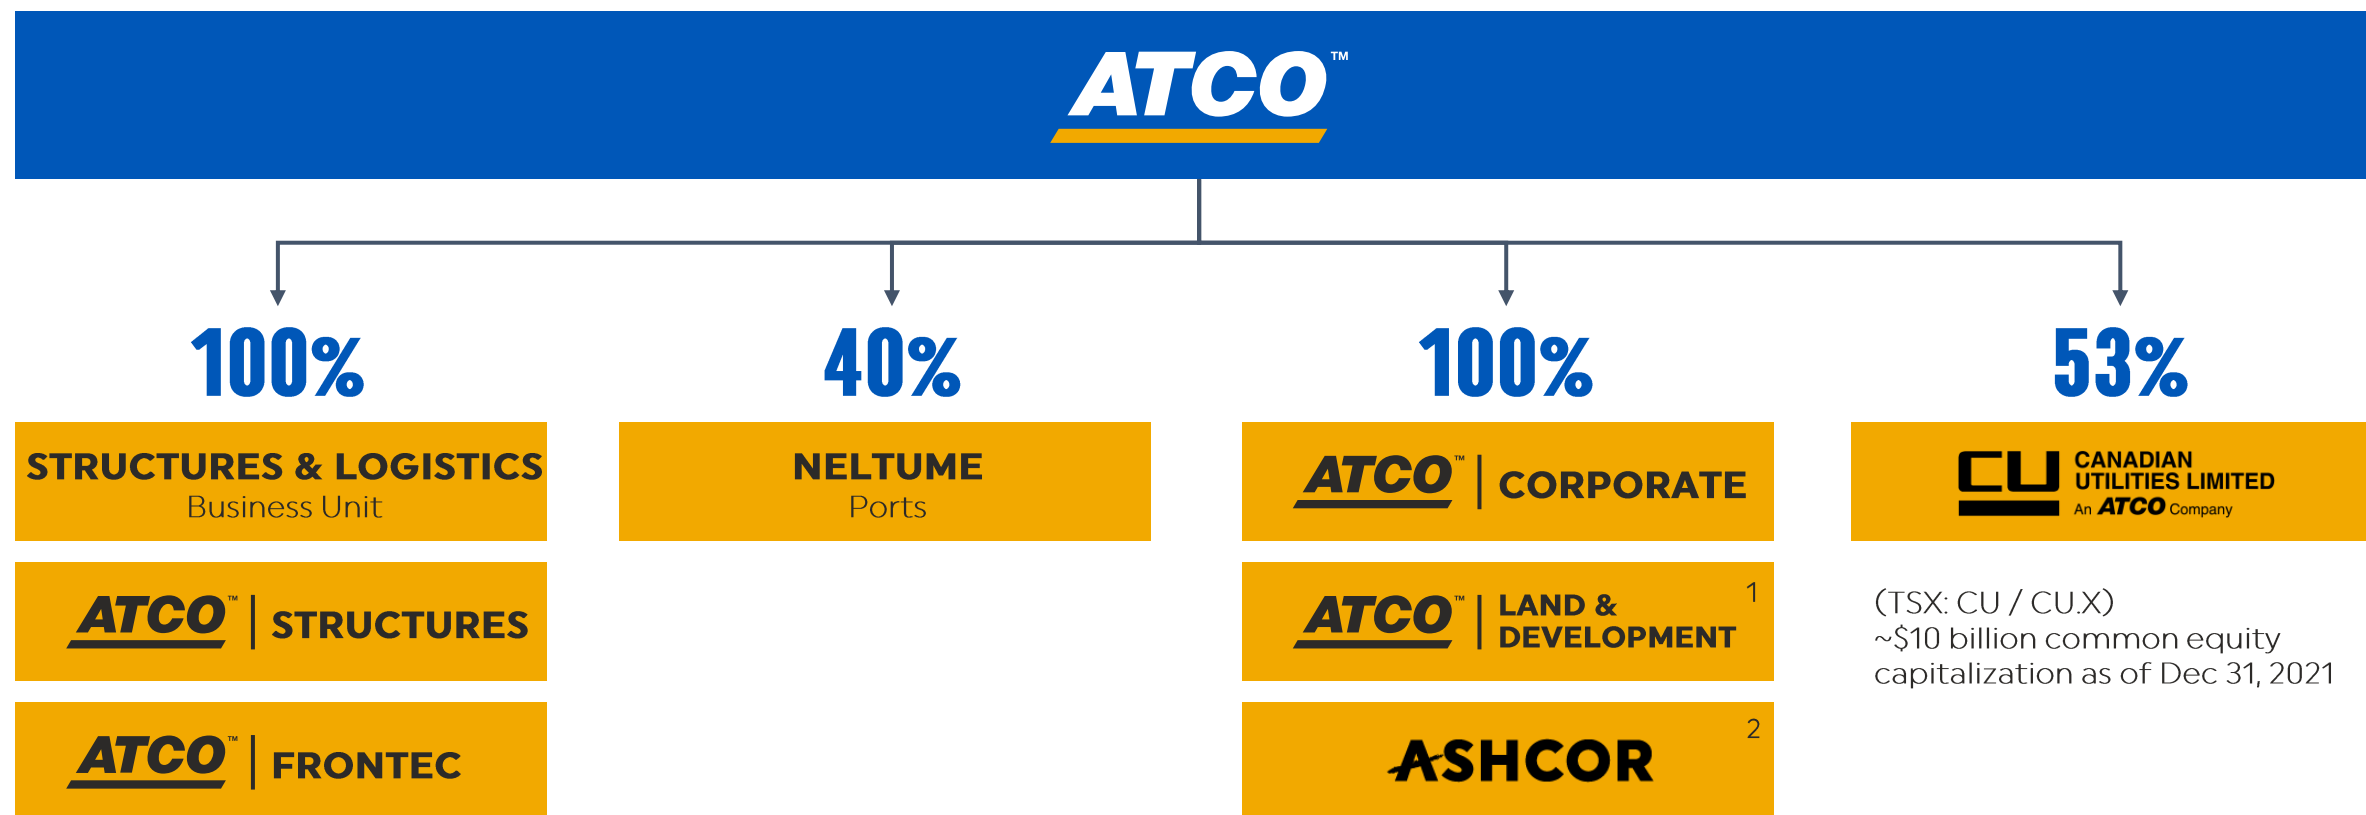 ATCO™
100%
STRUCTURES & LOGISTICS
Business Unit
ATCO™ | STRUCTURES
ATCO™ | FRONTEC
40%
NELTUME
Ports
100%
ATCO™ | CORPORATE
ATCO™ | LAND &
DEVELOPMENT
1
ASHCOR
2
53%
CU
CANADIAN
UTILITIES LIMITED
An ATCO Company
(TSX: CU / CU.X)
~$10 billion common equity
capitalization as of Dec 31, 2021